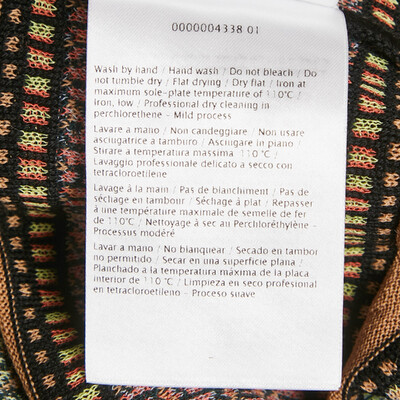 0000004338 01
Wash by hand / Hand wash / Do not bleach / Do
not tumble dry / Flat drying / Dry flat / Iron at
maximum sole-plate temperature of 110°C /
Iron, low / Professional dry cleaning in
perchlorethene - Mild process
Lavare a mano / Non candeggiare / Non usare
asciugatrice a tamburo / Asciugare in piano /
Stirare a temperatura massima 110°C /
Lavaggio professionale delicato a secco con
tetracloroetilene
Lavage à la main / Pas de blanchiment / Pas de
séchage en tambour / Séchage à plat / Repasser
à une température maximale de semelle de fer
de 110°C / Nettoyage à sec au Perchloréthylène -
Processus modéré
Lavar a mano / No blanquear / Secado en tambor
no permitido / Secar en una superficie plana /
Planchado a la temperatura máxima de la placa
interior de 110°C / Limpieza en seco profesional
en tetracloroetileno - Proceso suave